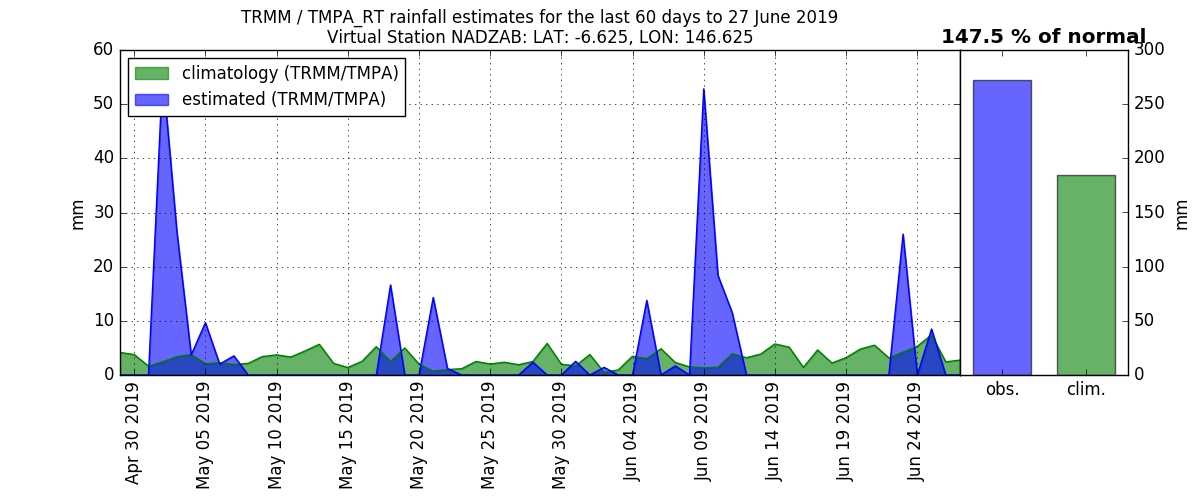 TRMM / TMPA_RT rainfall estimates for the last 60 days to 27 June 2019
Virtual Station NADZAB: LAT: -6.625, LON: 146.625
147.5 % of normal
climatology (TRMM/TMPA)
estimated (TRMM/TMPA)
60
50
40
30
20
10
0
mm
Apr 30 2019
May 05 2019
May 10 2019
May 15 2019
May 20 2019
May 25 2019
May 30 2019
Jun 04 2019
Jun 09 2019
Jun 14 2019
Jun 19 2019
Jun 24 2019
300
250
200
150
100
50
0
mm
obs.
clim.